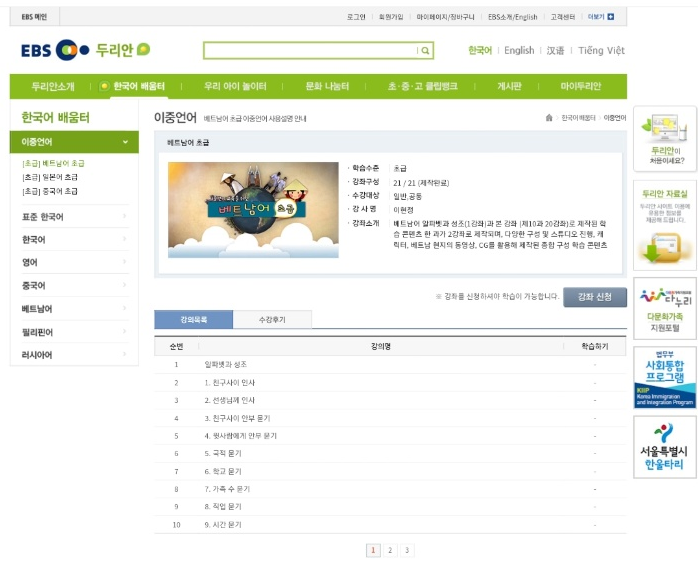 EBS 메인
로그인 회원가입 마이페이지/장바구니 EBS소개/English 고객센터 더보기
EBS 두리안
한국어 English 汉语 Tiếng Việt
두리안소개 한국어 배움터 우리 아이 놀이터 문화 나눔터 초·중·고 클립뱅크 게시판 마이두리안
한국어 배움터
이중언어
[초급] 베트남어 초급
[초급] 일본어 초급
[초급] 중국어 초급
표준 한국어
한국어
영어
중국어
베트남어
필리핀어
러시아어
이중언어 베트남어 초급 이중언어 사용설명 안내
한국어 배움터 이중언어
베트남어 초급
베트남어 초급
학습수준 초급
강좌구성 21 / 21 (제작완료)
수강대상 일반,공통
강 사 명 이현정
강좌소개 베트남어 알파벳과 성조(1강좌)과 본 강좌 (제10과 20강좌)로 제작된 학
습 콘텐츠 한 과가 2강좌로 제작되며, 다양한 구성 및 스튜디오 진행, 캐
릭터, 베트남 현지의 동영상, CG를 활용해 제작된 종합 구성 학습 콘텐츠
※ 강좌를 신청하셔야 학습이 가능합니다. 강좌 신청
강의목록 수강후기
순번 강의명 학습하기
1 알파벳과 성조 -
2 1. 친구사이 인사 -
3 2. 선생님께 인사 -
4 3. 친구사이 안부 묻기 -
5 4. 윗사람에게 안부 묻기 -
6 5. 국적 묻기 -
7 6. 학교 묻기 -
8 7. 가족 수 묻기 -
9 8. 직업 묻기 -
10 9. 시간 묻기 -
1 2 3
두리안이
처음이세요?
두리안 자료실
두리안 사이트 이용에
유용한 정보를
제공해 드립니다.
다누리
다문화가족
지원포털
법무부
사회통합
프로그램
KIIP
Korea Immigration
and Integration Program
서울특별시
한울타리